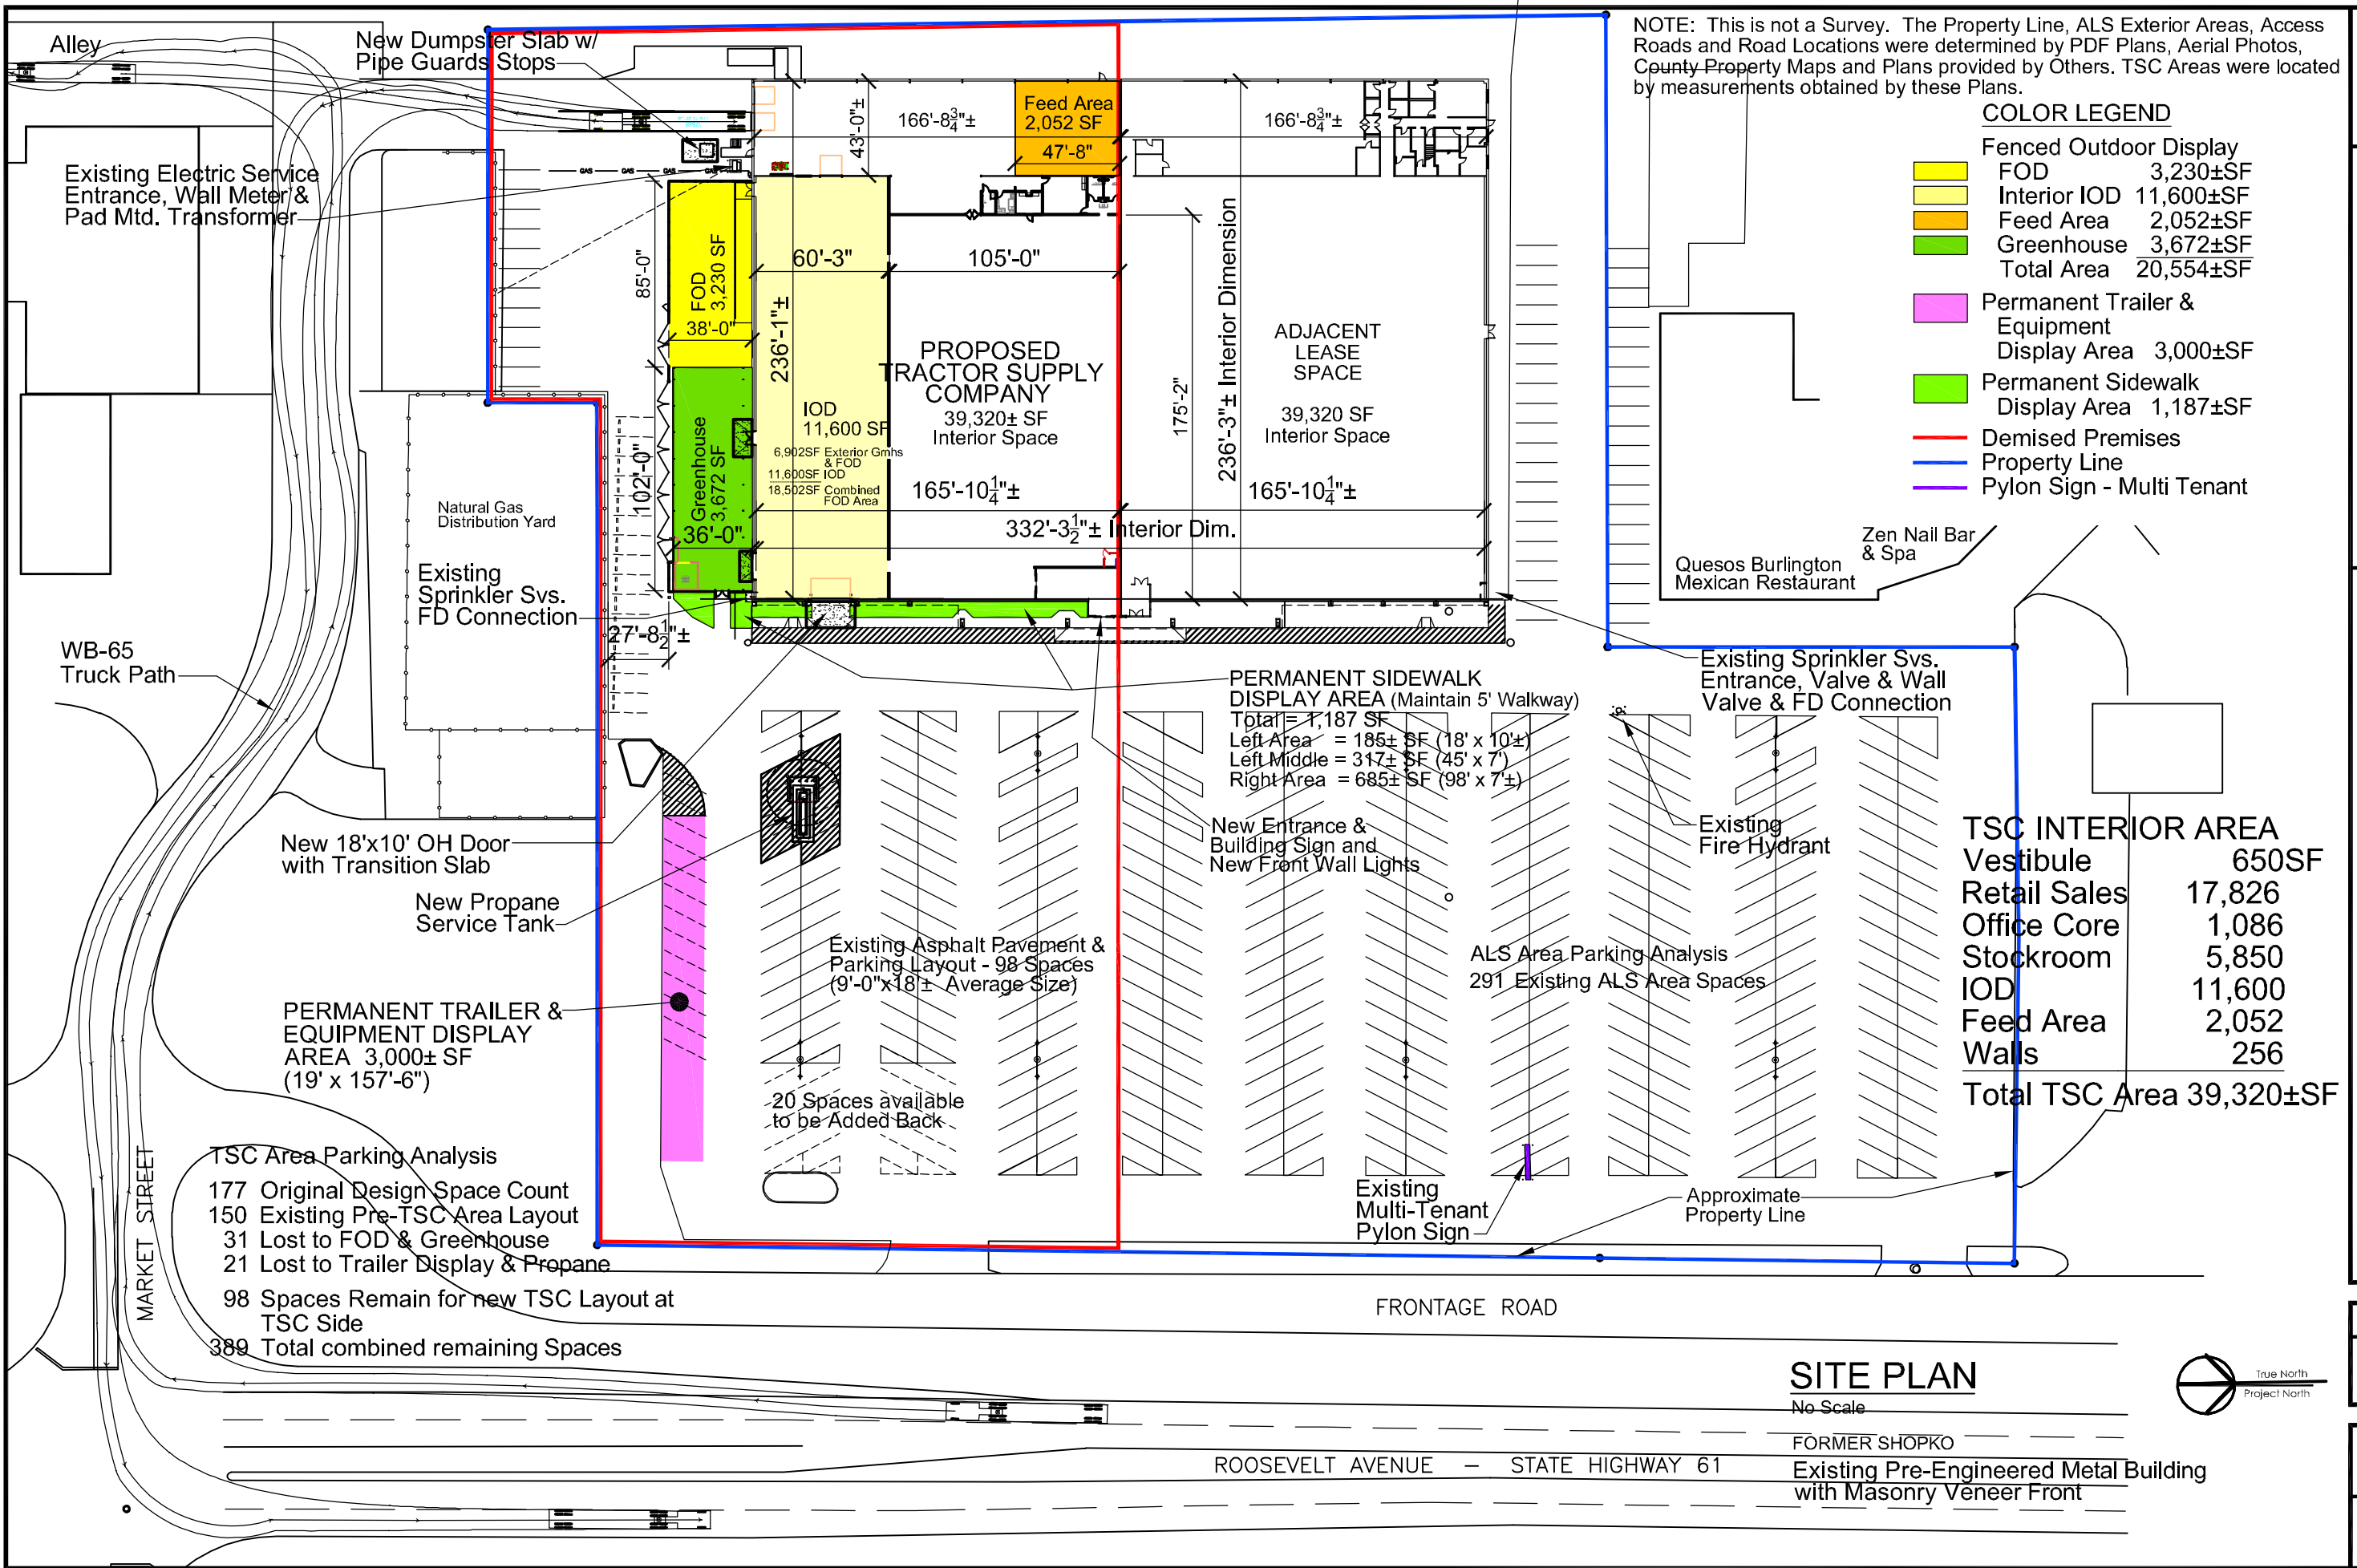 Alley
New Dumpster Slab w/
Pipe Guards Stops
Existing Electric Service
Entrance, Wall Meter &
Pad Mtd. Transformer
GAS GAS GAS GAS
43'-0"±
166'-8¾"±
Feed Area
2,052 SF
47'-8"
166'-8¾"±
NOTE: This is not a Survey. The Property Line, ALS Exterior Areas, Access
Roads and Road Locations were determined by PDF Plans, Aerial Photos,
County Property Maps and Plans provided by Others. TSC Areas were located
by measurements obtained by these Plans.
COLOR LEGEND
Fenced Outdoor Display
FOD 3,230±SF
Interior IOD 11,600±SF
Feed Area 2,052±SF
Greenhouse 3,672±SF
Total Area 20,554±SF
Permanent Trailer &
Equipment
Display Area 3,000±SF
Permanent Sidewalk
Display Area 1,187±SF
Demised Premises
Property Line
Pylon Sign - Multi Tenant
85'-0"
FOD
3,230 SF
38'-0"
60'-3"
105'-0"
236'-1"±
236'-3"± Interior Dimension
175'-2"
PROPOSED
TRACTOR SUPPLY
COMPANY
39,320± SF
Interior Space
ADJACENT
LEASE
SPACE
39,320 SF
Interior Space
IOD
11,600 SF
6,902SF Exterior Grnhs
& FOD
11,600SF IOD
18,502SF Combined
FOD Area
102'-0"
Greenhouse
3,672 SF
36'-0"
165'-10¼"±
165'-10¼"±
332'-3½"± Interior Dim.
27'-8½"±
Natural Gas
Distribution Yard
Existing
Sprinkler Svs.
FD Connection
WB-65
Truck Path
Zen Nail Bar
& Spa
Quesos Burlington
Mexican Restaurant
Existing Sprinkler Svs.
Entrance, Valve & Wall
Valve & FD Connection
PERMANENT SIDEWALK
DISPLAY AREA (Maintain 5' Walkway)
Total = 1,187 SF
Left Area = 185± SF (18' x 10'±)
Left Middle = 317± SF (45' x 7')
Right Area = 685± SF (98' x 7'±)
New Entrance &
Building Sign and
New Front Wall Lights
Existing
Fire Hydrant
New 18'x10' OH Door
with Transition Slab
New Propane
Service Tank
Existing Asphalt Pavement &
Parking Layout - 98 Spaces
(9'-0"x18'± Average Size)
ALS Area Parking Analysis
291 Existing ALS Area Spaces
TSC INTERIOR AREA
Vestibule 650SF
Retail Sales 17,826
Office Core 1,086
Stockroom 5,850
IOD 11,600
Feed Area 2,052
Walls 256
Total TSC Area 39,320±SF
PERMANENT TRAILER &
EQUIPMENT DISPLAY
AREA 3,000± SF
(19' x 157'-6")
20 Spaces available
to be Added Back
MARKET STREET
TSC Area Parking Analysis
177 Original Design Space Count
150 Existing Pre-TSC Area Layout
31 Lost to FOD & Greenhouse
21 Lost to Trailer Display & Propane
98 Spaces Remain for new TSC Layout at
TSC Side
389 Total combined remaining Spaces
Existing
Multi-Tenant
Pylon Sign
Approximate
Property Line
FRONTAGE ROAD
SITE PLAN
No Scale
True North
Project North
FORMER SHOPKO
Existing Pre-Engineered Metal Building
with Masonry Veneer Front
ROOSEVELT AVENUE – STATE HIGHWAY 61